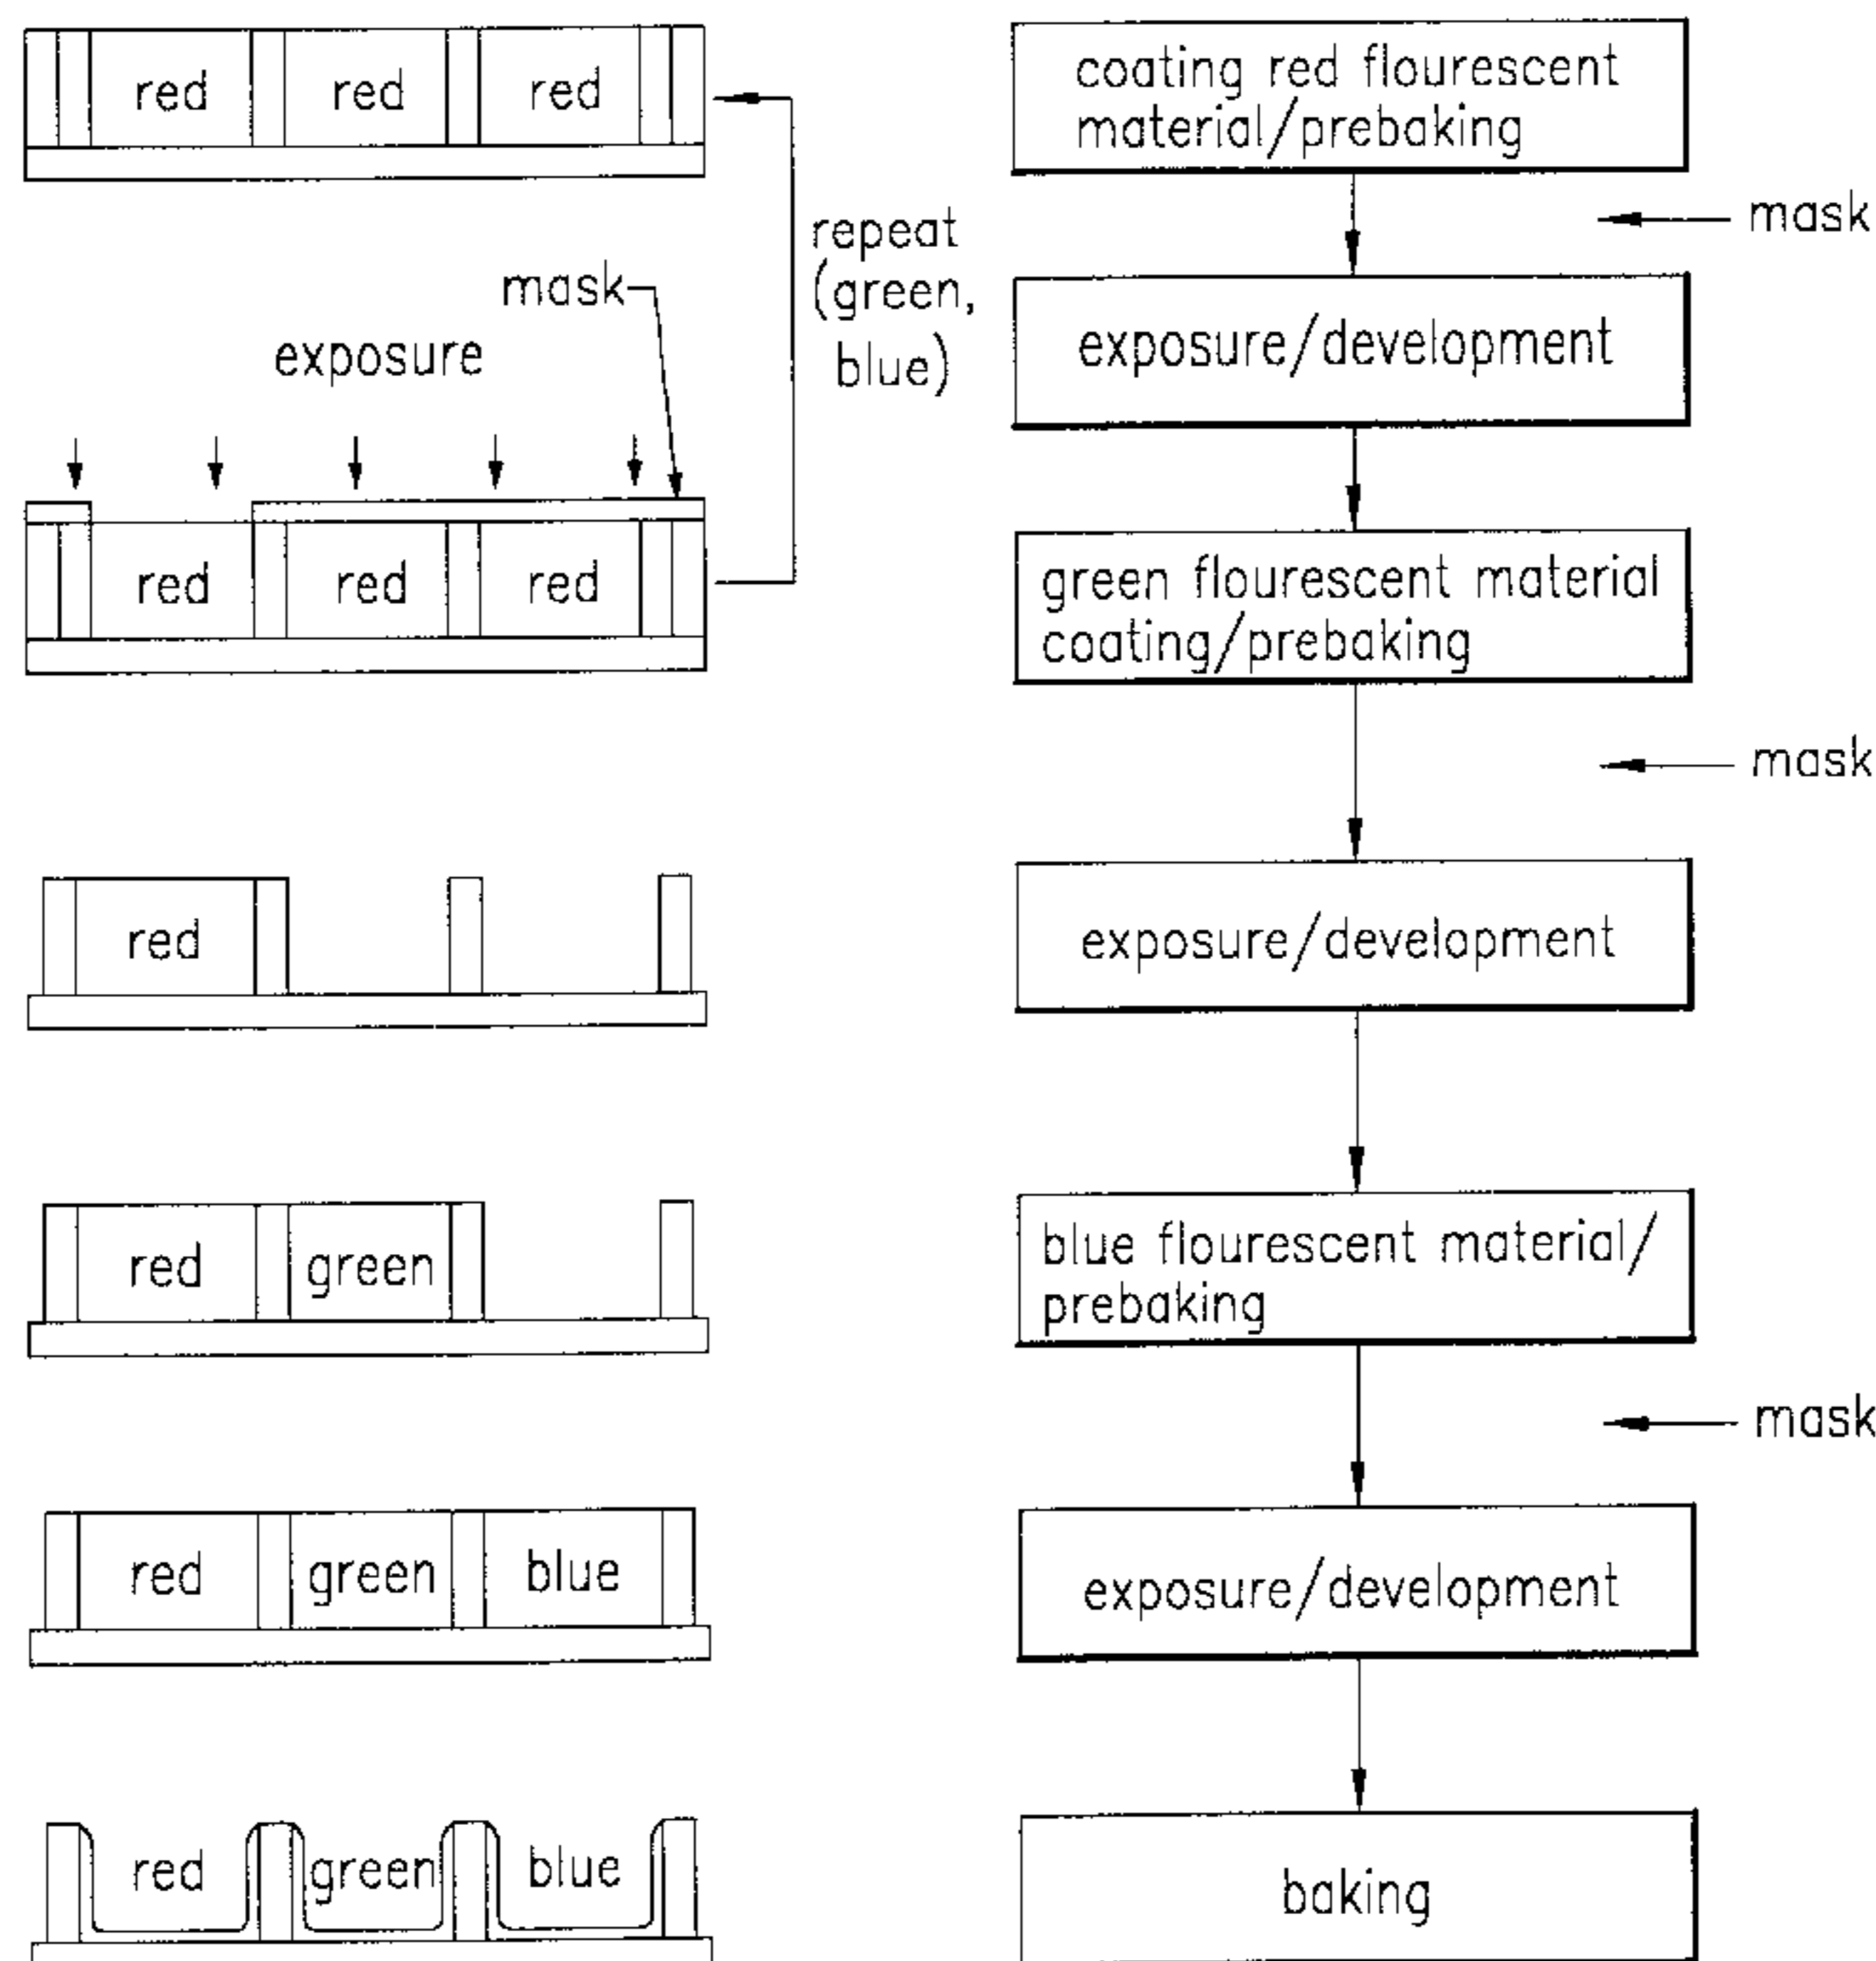 red red red
repeat
(green,
blue)
mask
exposure
red red red
red
red green
red green blue
red green blue
coating red flourescent
material/prebaking
mask
exposure/development
green flourescent material
coating/prebaking
mask
exposure/development
blue flourescent material/
prebaking
mask
exposure/development
baking